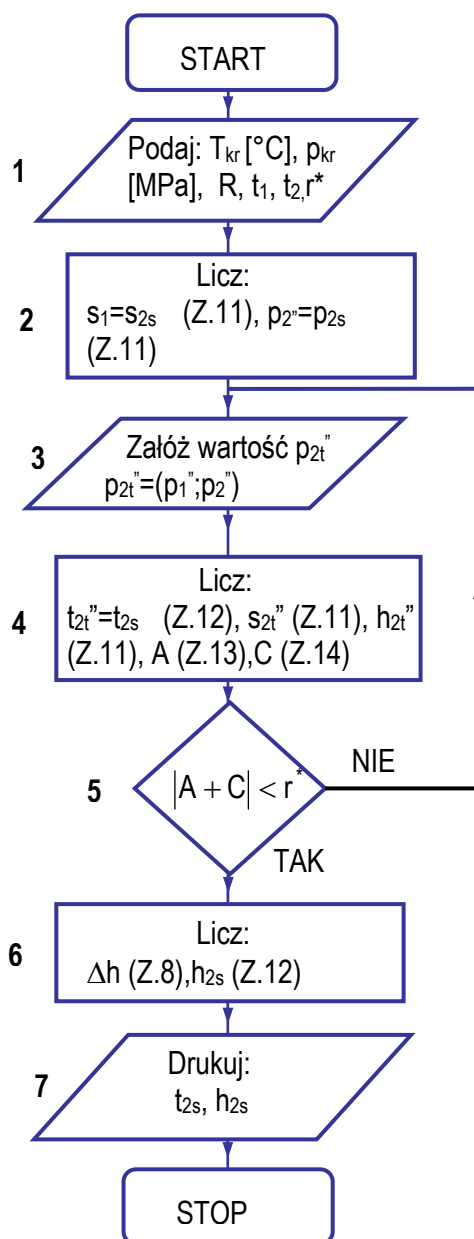 START
1
Podaj: Tkr [°C], pkr
[MPa], R, t1, t2,r*
2
Licz:
s1=s2s (Z.11), p2"=p2s
(Z.11)
3
Załóż wartość p2t"
p2t"=(p1";p2")
4
Licz:
t2t"=t2s (Z.12), s2t" (Z.11), h2t"
(Z.11), A (Z.13),C (Z.14)
5
|A + C| < r*
NIE
TAK
6
Licz:
Δh (Z.8),h2s (Z.12)
7
Drukuj:
t2s, h2s
STOP